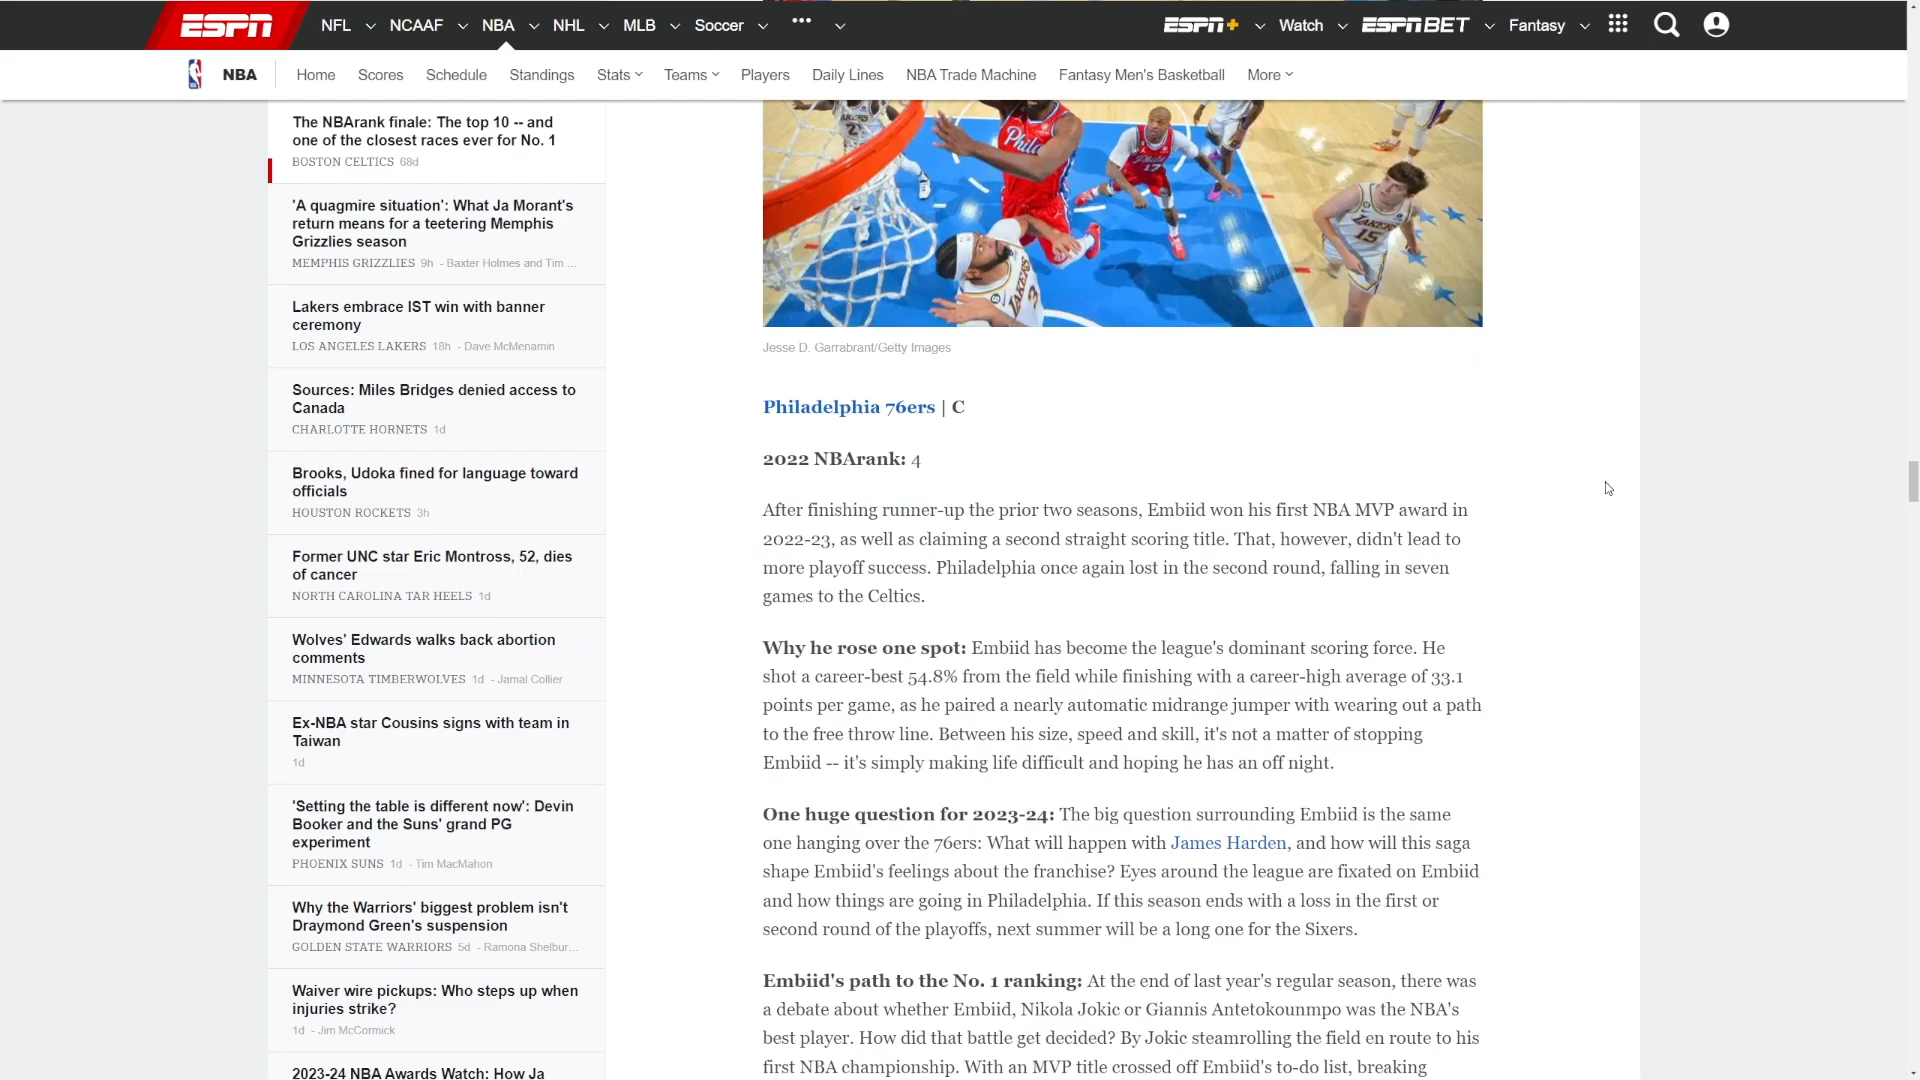 ESPN NFL NCAAF NBA NHL MLB Soccer ••• ESPN+ Watch ESPN BET Fantasy
NBA Home Scores Schedule Standings Stats Teams Players Daily Lines NBA Trade Machine Fantasy Men's Basketball More
The NBArank finale: The top 10 -- and
one of the closest races ever for No. 1
BOSTON CELTICS 68d
'A quagmire situation': What Ja Morant's
return means for a teetering Memphis
Grizzlies season
MEMPHIS GRIZZLIES 9h - Baxter Holmes and Tim ...
Lakers embrace IST win with banner
ceremony
LOS ANGELES LAKERS 18h - Dave McMenamin
Sources: Miles Bridges denied access to
Canada
CHARLOTTE HORNETS 1d
Brooks, Udoka fined for language toward
officials
HOUSTON ROCKETS 3h
Former UNC star Eric Montross, 52, dies
of cancer
NORTH CAROLINA TAR HEELS 1d
Wolves' Edwards walks back abortion
comments
MINNESOTA TIMBERWOLVES 1d - Jamal Collier
Ex-NBA star Cousins signs with team in
Taiwan
1d
'Setting the table is different now': Devin
Booker and the Suns' grand PG
experiment
PHOENIX SUNS 1d - Tim MacMahon
Why the Warriors' biggest problem isn't
Draymond Green's suspension
GOLDEN STATE WARRIORS 5d - Ramona Shelbur...
Waiver wire pickups: Who steps up when
injuries strike?
1d - Jim McCormick
2023-24 NBA Awards Watch: How Ja
2
Phila
17
LAKERS
3
LAKERS
15
Jesse D. Garrabrant/Getty Images
Philadelphia 76ers | C
2022 NBArank: 4
After finishing runner-up the prior two seasons, Embiid won his first NBA MVP award in
2022-23, as well as claiming a second straight scoring title. That, however, didn't lead to
more playoff success. Philadelphia once again lost in the second round, falling in seven
games to the Celtics.
Why he rose one spot: Embiid has become the league's dominant scoring force. He
shot a career-best 54.8% from the field while finishing with a career-high average of 33.1
points per game, as he paired a nearly automatic midrange jumper with wearing out a path
to the free throw line. Between his size, speed and skill, it's not a matter of stopping
Embiid -- it's simply making life difficult and hoping he has an off night.
One huge question for 2023-24: The big question surrounding Embiid is the same
one hanging over the 76ers: What will happen with James Harden, and how will this saga
shape Embiid's feelings about the franchise? Eyes around the league are fixated on Embiid
and how things are going in Philadelphia. If this season ends with a loss in the first or
second round of the playoffs, next summer will be a long one for the Sixers.
Embiid's path to the No. 1 ranking: At the end of last year's regular season, there was
a debate about whether Embiid, Nikola Jokic or Giannis Antetokounmpo was the NBA's
best player. How did that battle get decided? By Jokic steamrolling the field en route to his
first NBA championship. With an MVP title crossed off Embiid's to-do list, breaking